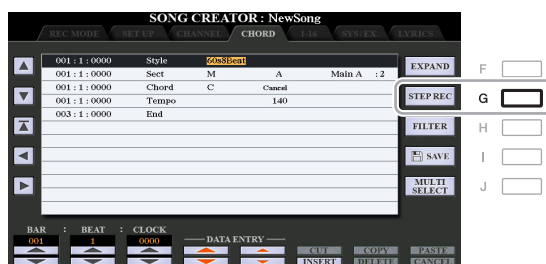 SONG CREATOR : NewSong
REC MODE SET UP CHANNEL CHORD 1-16 SYS/EX. LYRICS
001 : 1 : 0000 Style 60s8Beat
001 : 1 : 0000 Sect M A Main A : 2
001 : 1 : 0000 Chord C Cancel
001 : 1 : 0000 Tempo 140
003 : 1 : 0000 End
EXPAND F
STEP REC G
FILTER H
SAVE I
MULTI SELECT J
BAR : BEAT : CLOCK
001 1 0000 DATA ENTRY
CUT COPY PASTE
INSERT DELETE CANCEL